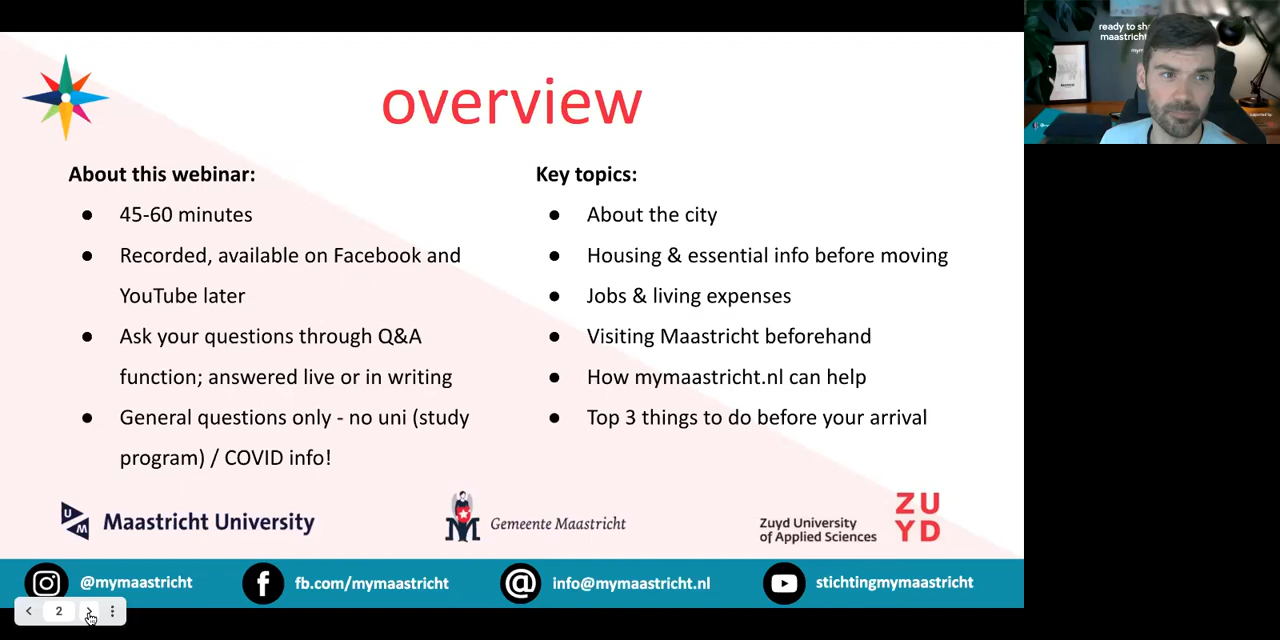 overview
About this webinar:
● 45-60 minutes
● Recorded, available on Facebook and
YouTube later
● Ask your questions through Q&A
function; answered live or in writing
● General questions only - no uni (study
program) / COVID info!
Key topics:
● About the city
● Housing & essential info before moving
● Jobs & living expenses
● Visiting Maastricht beforehand
● How mymaastricht.nl can help
● Top 3 things to do before your arrival
UM
Maastricht University
Gemeente Maastricht
Zuyd University
of Applied Sciences
ZU
YD
@mymaastricht
fb.com/mymaastricht
info@mymaastricht.nl
stichtingmymaastricht
2
ready to
maastricht
supported by